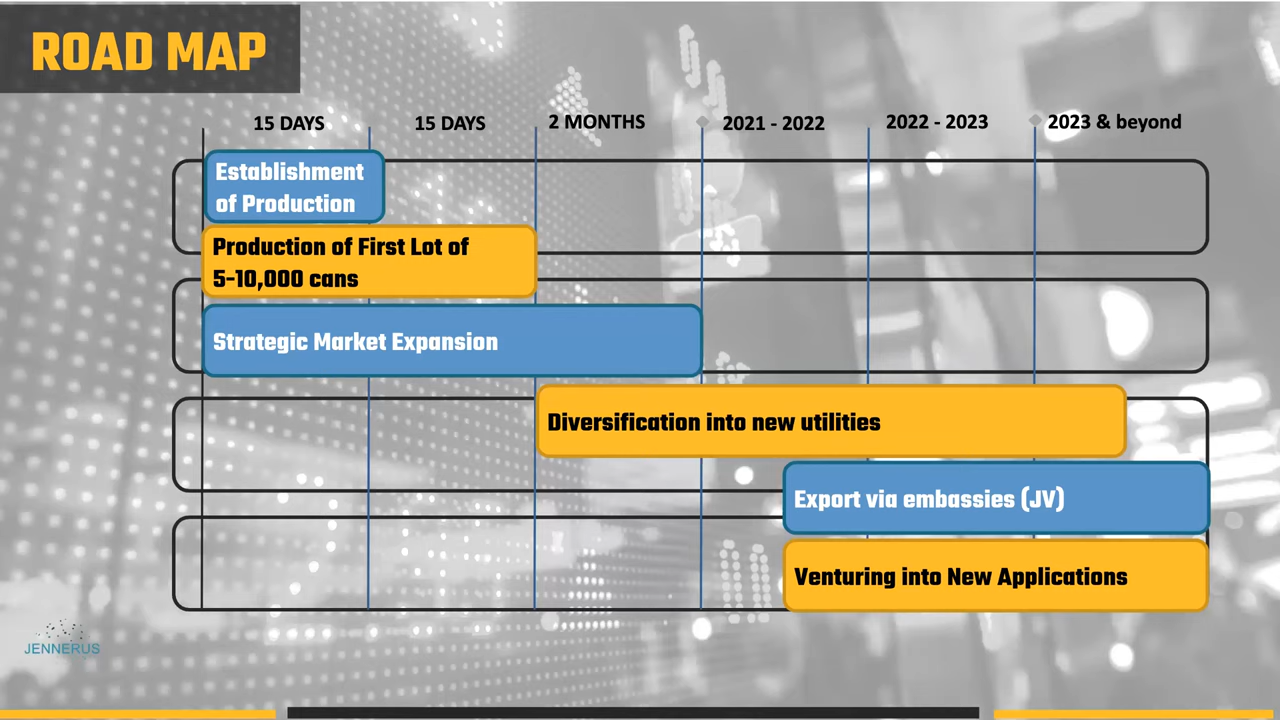 ROAD MAP
15 DAYS
15 DAYS
2 MONTHS
2021 - 2022
2022 - 2023
2023 & beyond
Establishment
of Production
Production of First Lot of
5-10,000 cans
Strategic Market Expansion
Diversification into new utilities
Export via embassies (JV)
Venturing into New Applications
JENNERUS